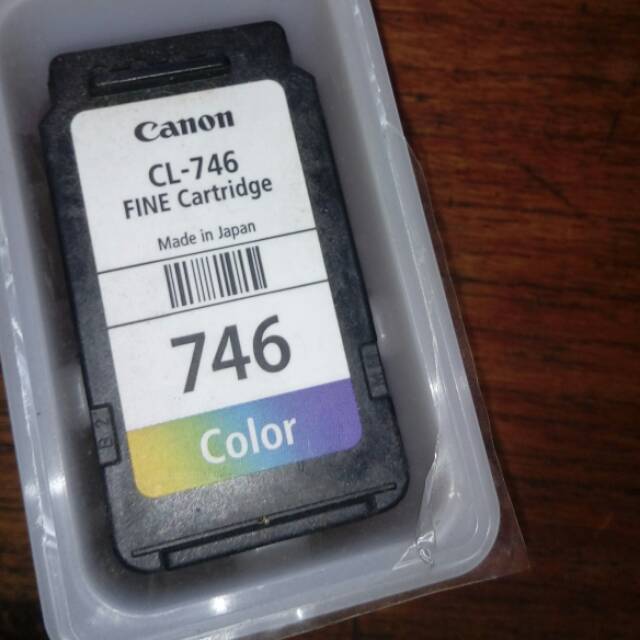 Canon
CL-746
FINE Cartridge
Made in Japan
746
Color